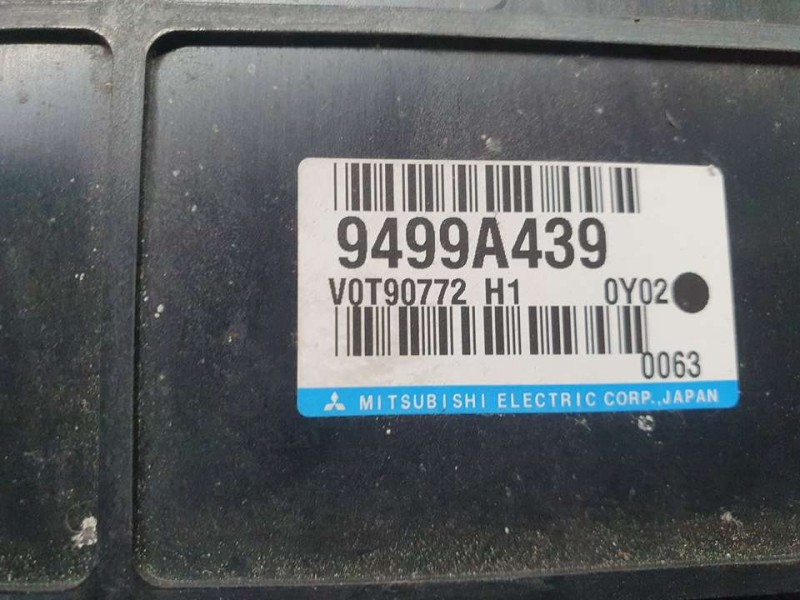 9499A439
V0T90772 H1 0Y02
0063
MITSUBISHI ELECTRIC CORP., JAPAN